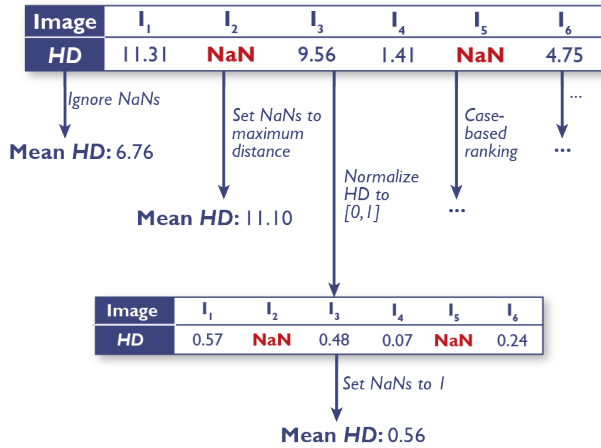 Image I1 I2 I3 I4 I5 I6
HD 11.31 NaN 9.56 1.41 NaN 4.75
Ignore NaNs
Mean HD: 6.76
Set NaNs to
maximum
distance
Mean HD: 11.10
Normalize
HD to
[0,1]
Case-
based
ranking
...
...
...
Image I1 I2 I3 I4 I5 I6
HD 0.57 NaN 0.48 0.07 NaN 0.24
Set NaNs to 1
Mean HD: 0.56